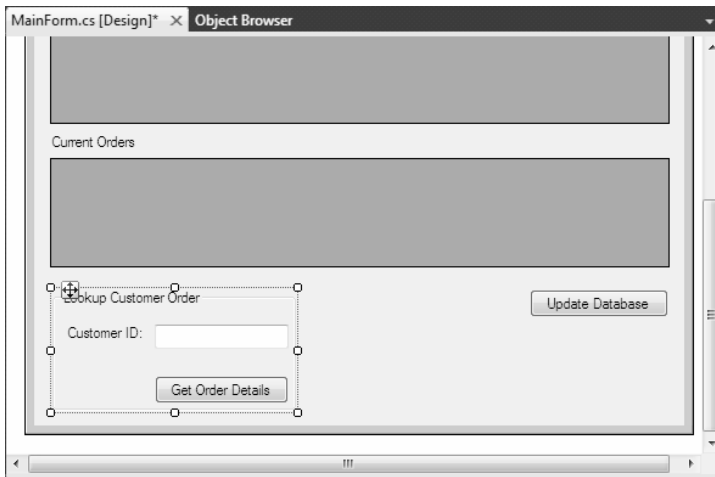 MainForm.cs [Design]* Object Browser
Current Orders
Lookup Customer Order
Update Database
Customer ID:
Get Order Details